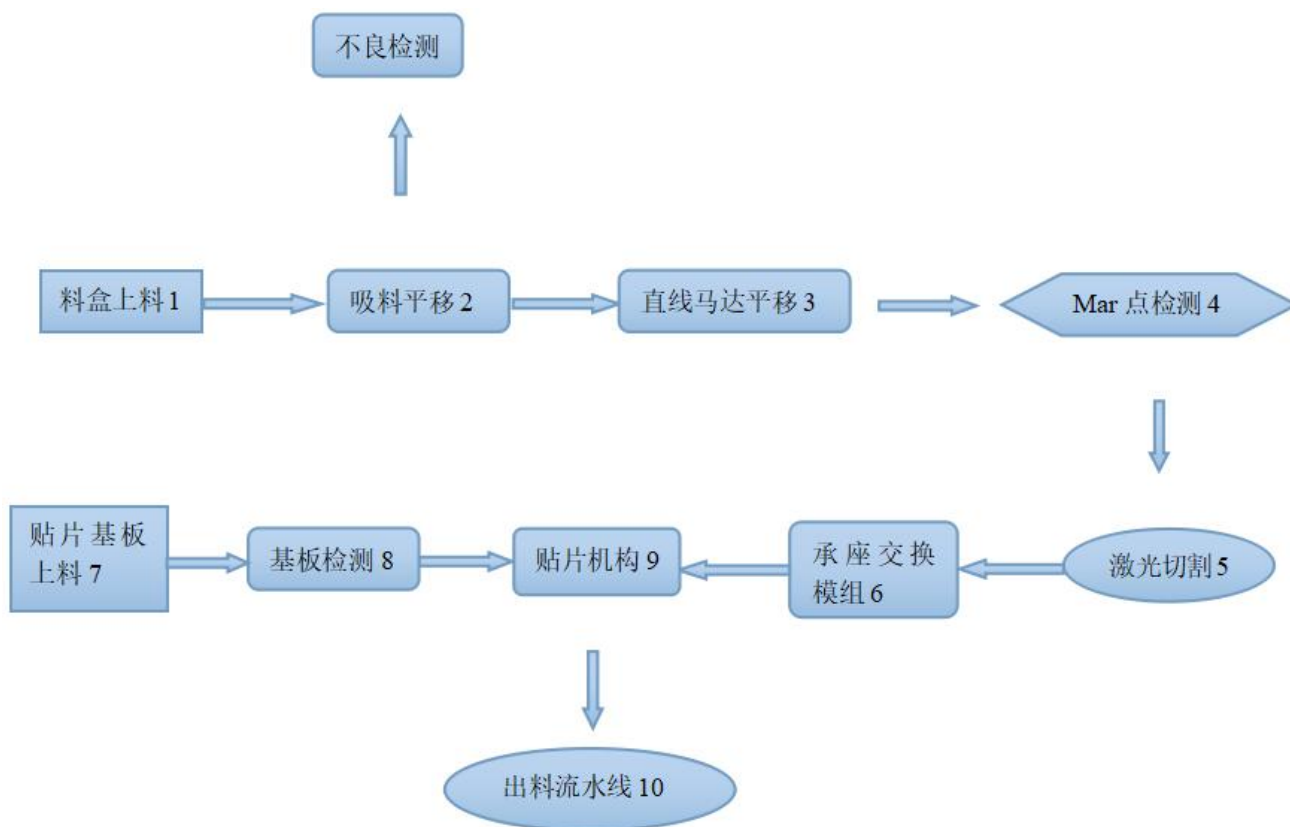 不良检测
料盒上料1
吸料平移2
直线马达平移3
Mar 点检测4
贴片基板
上料7
基板检测8
贴片机构9
承座交换
模组6
激光切割5
出料流水线10